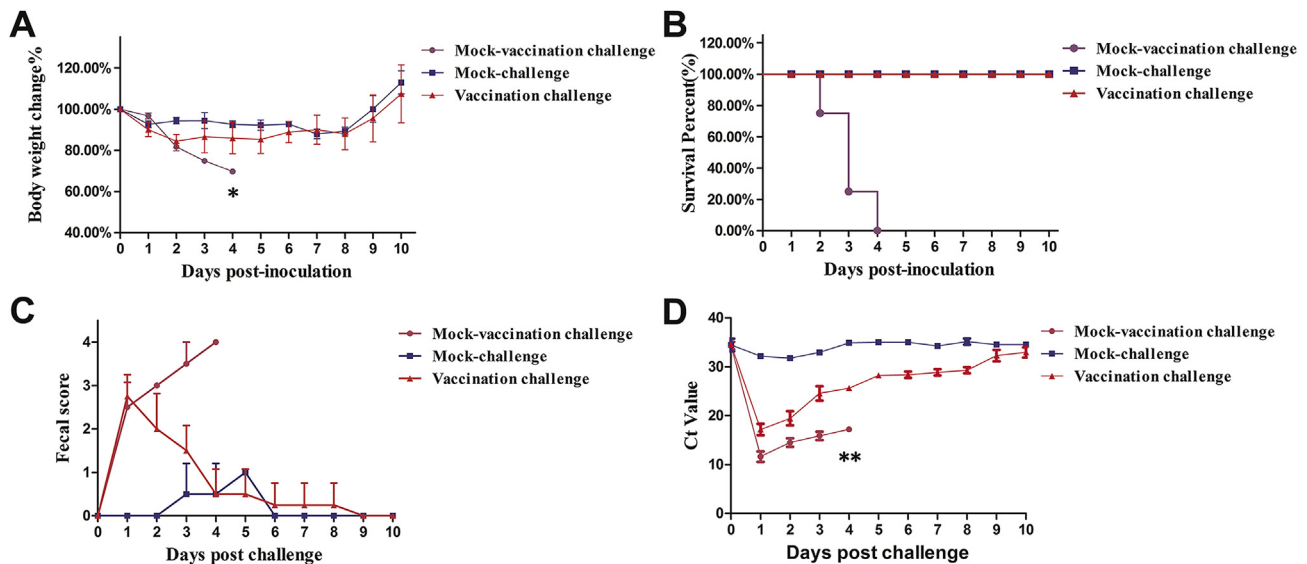 A
Body weight change%
120.00%
100.00%
80.00%
60.00%
40.00%
*
0 1 2 3 4 5 6 7 8 9 10
Days post-inoculation
Mock-vaccination challenge
Mock-challenge
Vaccination challenge
B
Survival Percent(%)
120.00%
100.00%
80.00%
60.00%
40.00%
20.00%
0.00%
0 1 2 3 4 5 6 7 8 9 10
Days post-inoculation
Mock-vaccination challenge
Mock-challenge
Vaccination challenge
C
Fecal score
4
3
2
1
0
0 1 2 3 4 5 6 7 8 9 10
Days post challenge
Mock-vaccination challenge
Mock-challenge
Vaccination challenge
D
Ct Value
40
30
20
10
0
**
0 1 2 3 4 5 6 7 8 9 10
Days post challenge
Mock-vaccination challenge
Mock-challenge
Vaccination challenge